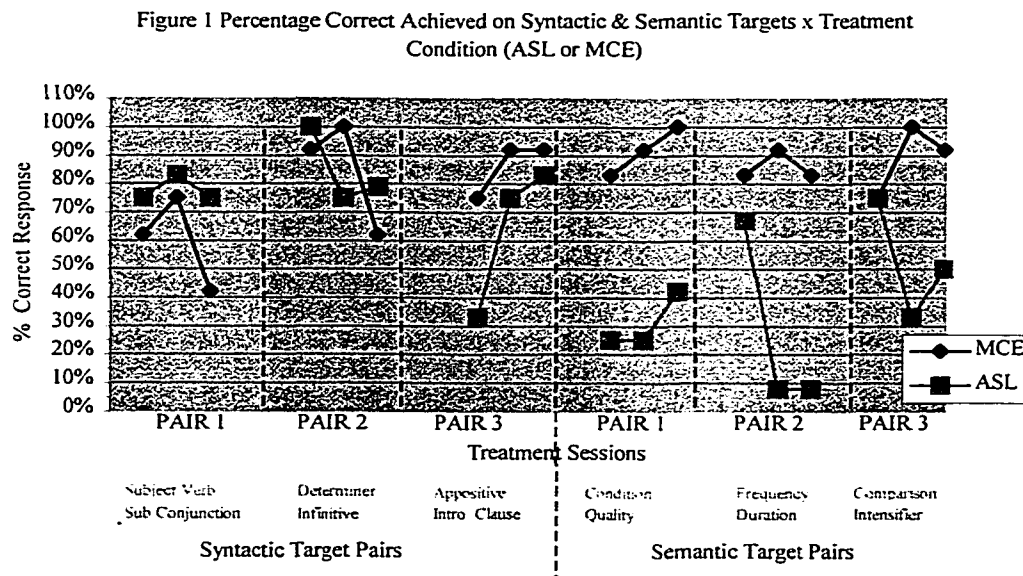 Figure 1 Percentage Correct Achieved on Syntactic & Semantic Targets x Treatment
Condition (ASL or MCE)
110%
100%
90%
80%
70%
60%
50%
40%
30%
20%
10%
0%
% Correct Response
MCE
ASL
PAIR 1 PAIR 2 PAIR 3 PAIR 1 PAIR 2 PAIR 3
Treatment Sessions
Subject Verb Determiner Appositive Condition Frequency Comparison
Sub Conjunction Infinitive Intro Clause Quality Duration Intensifier
Syntactic Target Pairs Semantic Target Pairs